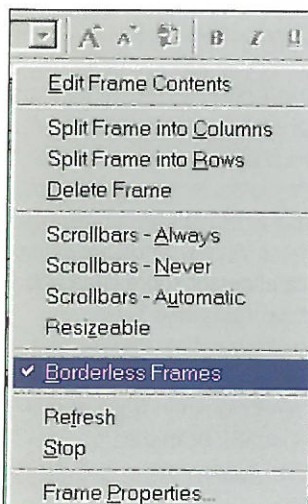 A A B I U
Edit Frame Contents
Split Frame into Columns
Split Frame into Rows
Delete Frame
Scrollbars - Always
Scrollbars - Never
Scrollbars - Automatic
Resizeable
✓ Borderless Frames
Refresh
Stop
Frame Properties...